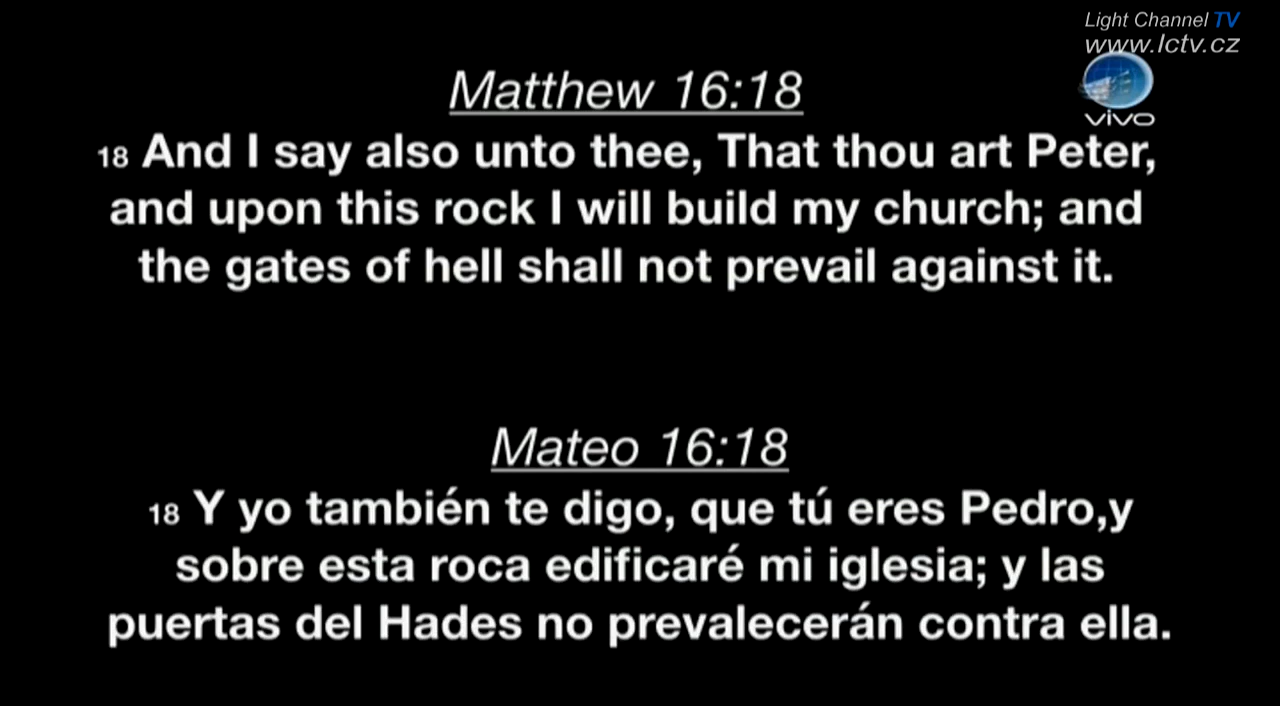 Light Channel TV
www.lctv.cz
vivo
Matthew 16:18
18 And I say also unto thee, That thou art Peter,
and upon this rock I will build my church; and
the gates of hell shall not prevail against it.
Mateo 16:18
18 Y yo también te digo, que tú eres Pedro,y
sobre esta roca edificaré mi iglesia; y las
puertas del Hades no prevalecerán contra ella.